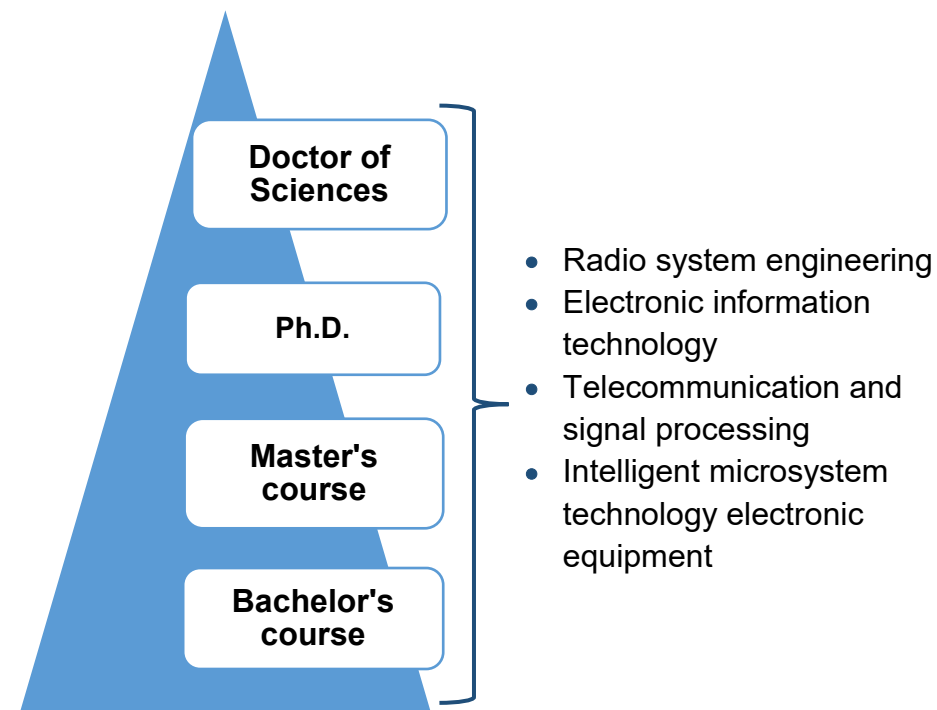 Doctor of
Sciences
Ph.D.
Master's
course
Bachelor's
course
• Radio system engineering
• Electronic information
technology
• Telecommunication and
signal processing
• Intelligent microsystem
technology electronic
equipment